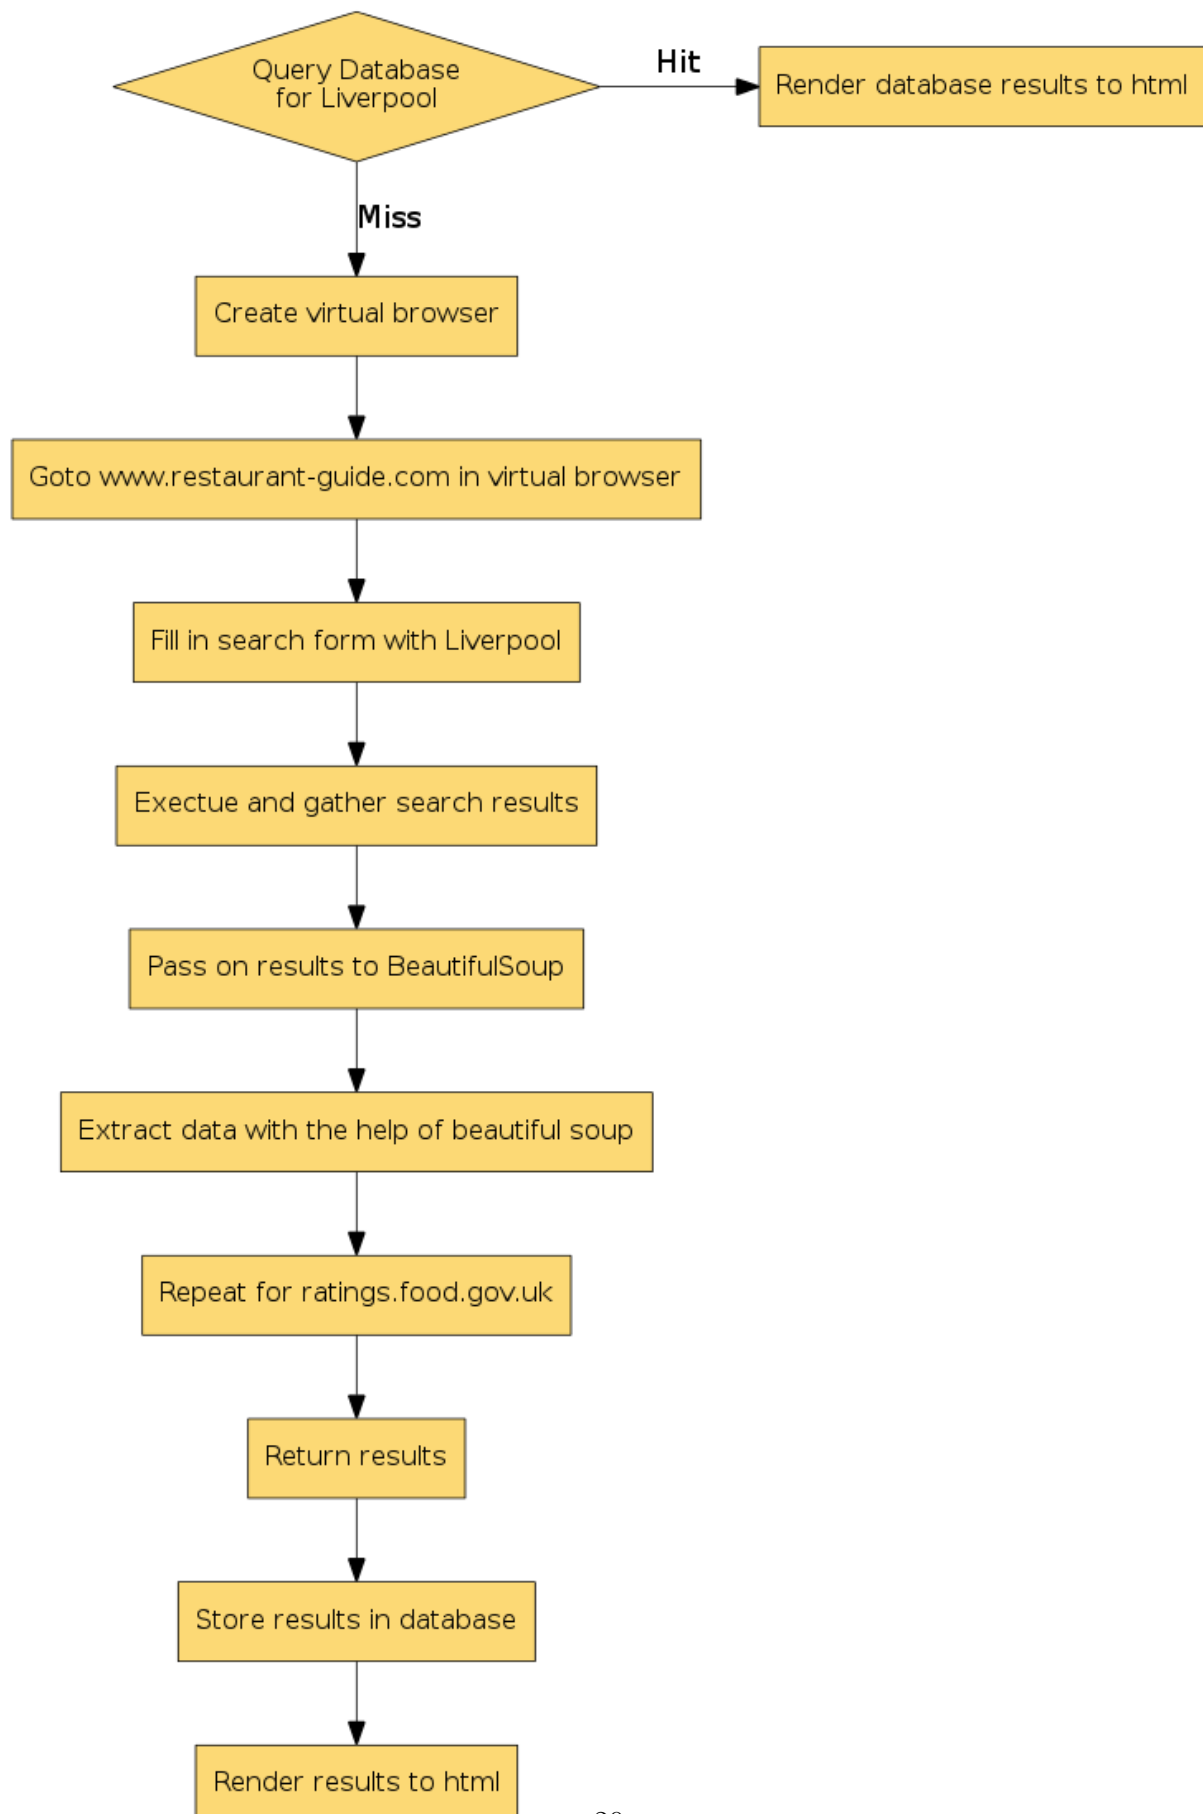 Query Database
for Liverpool
Hit
Render database results to html
Miss
Create virtual browser
Goto www.restaurant-guide.com in virtual browser
Fill in search form with Liverpool
Exectue and gather search results
Pass on results to BeautifulSoup
Extract data with the help of beautiful soup
Repeat for ratings.food.gov.uk
Return results
Store results in database
Render results to html